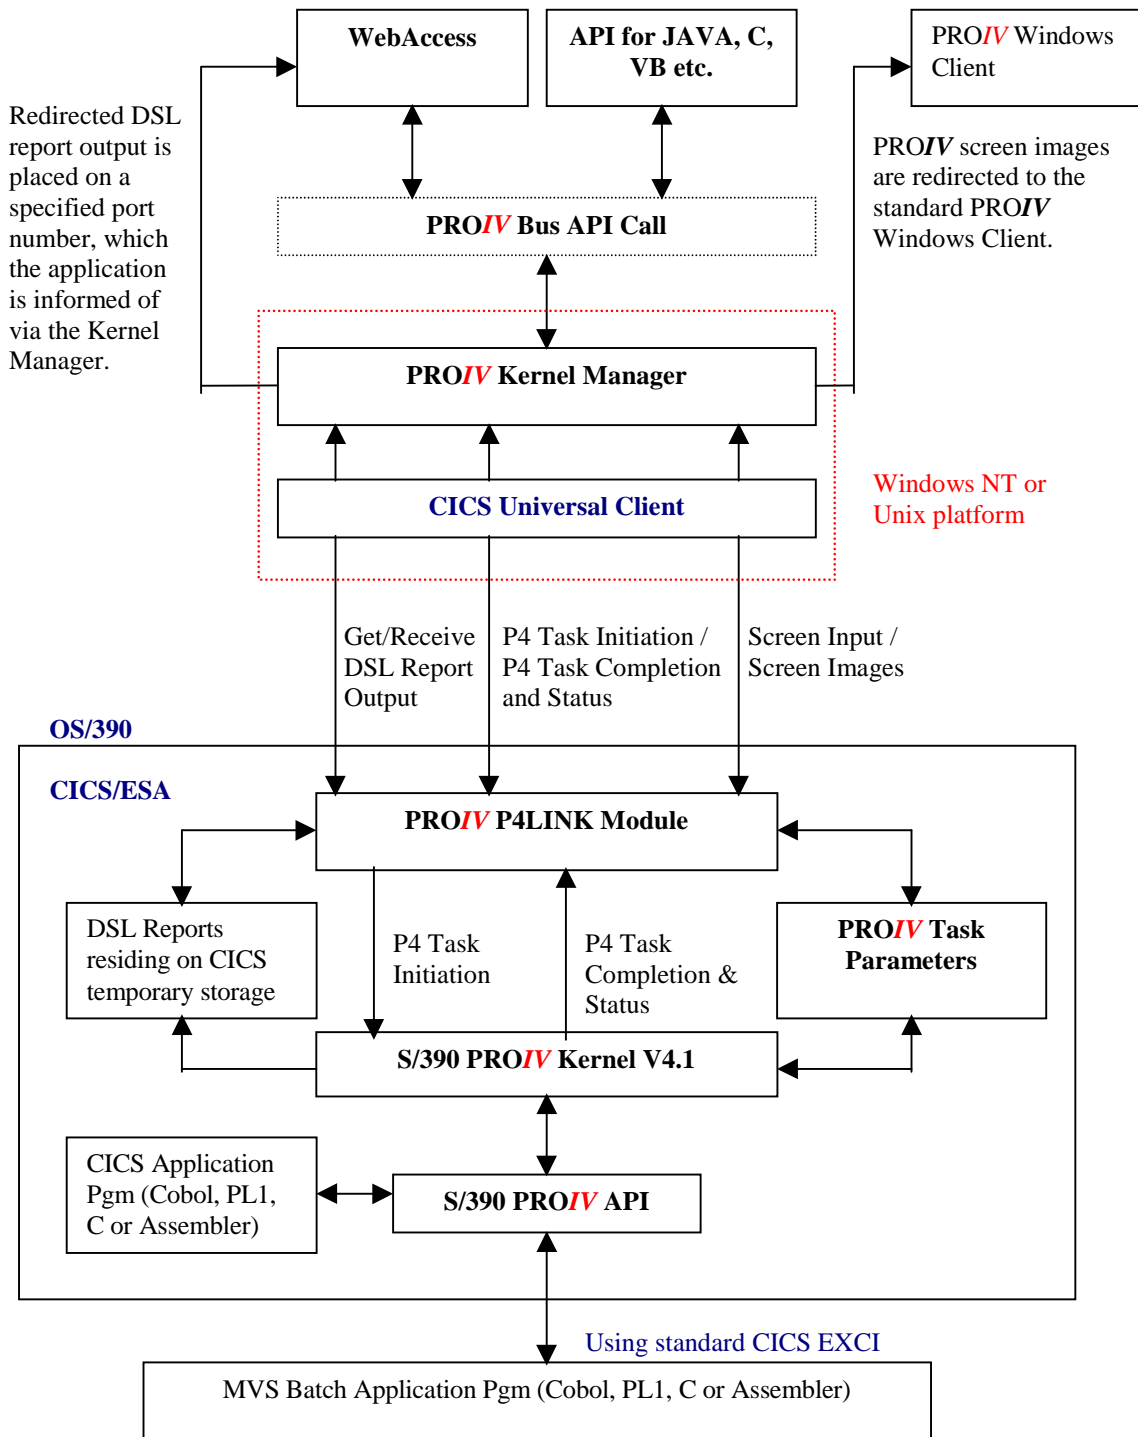 WebAccess
API for JAVA, C,
VB etc.
PROIV Windows
Client
Redirected DSL
report output is
placed on a
specified port
number, which
the application
is informed of
via the Kernel
Manager.
PROIV screen images
are redirected to the
standard PROIV
Windows Client.
PROIV Bus API Call
PROIV Kernel Manager
CICS Universal Client
Windows NT or
Unix platform
Get/Receive
DSL Report
Output
P4 Task Initiation /
P4 Task Completion
and Status
Screen Input /
Screen Images
OS/390
CICS/ESA
PROIV P4LINK Module
DSL Reports
residing on CICS
temporary storage
P4 Task
Initiation
P4 Task
Completion &
Status
PROIV Task
Parameters
S/390 PROIV Kernel V4.1
CICS Application
Pgm (Cobol, PL1,
C or Assembler)
S/390 PROIV API
Using standard CICS EXCI
MVS Batch Application Pgm (Cobol, PL1, C or Assembler)